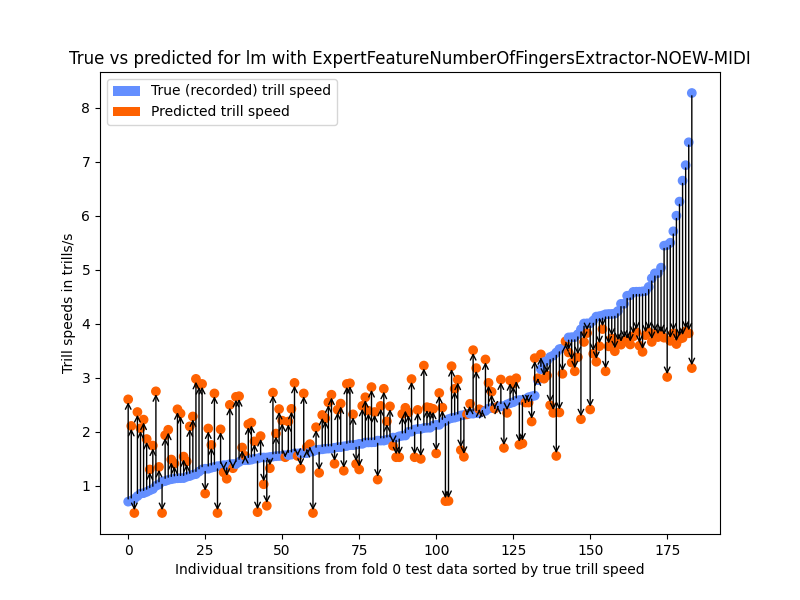 True vs predicted for lm with ExpertFeatureNumberOfFingersExtractor-NOEW-MIDI
True (recorded) trill speed
Predicted trill speed
8
7
6
5
4
3
2
1
Trill speeds in trills/s
0 25 50 75 100 125 150 175
Individual transitions from fold 0 test data sorted by true trill speed